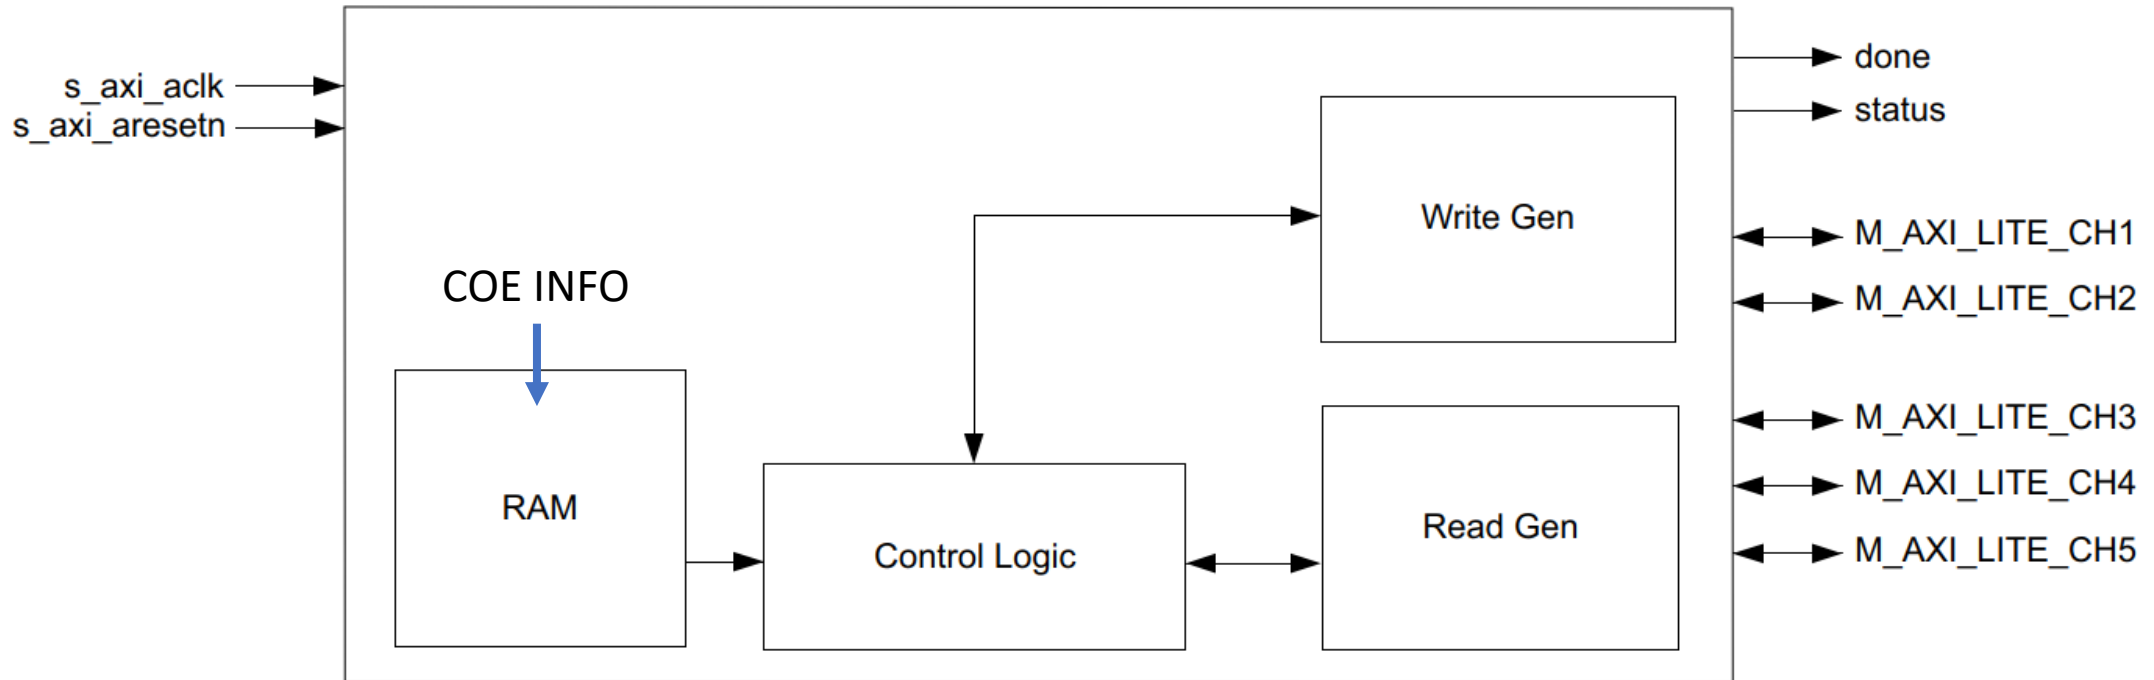 s_axi_aclk
s_axi_aresetn
done
status
Write Gen
M_AXI_LITE_CH1
M_AXI_LITE_CH2
COE INFO
RAM
Control Logic
Read Gen
M_AXI_LITE_CH3
M_AXI_LITE_CH4
M_AXI_LITE_CH5